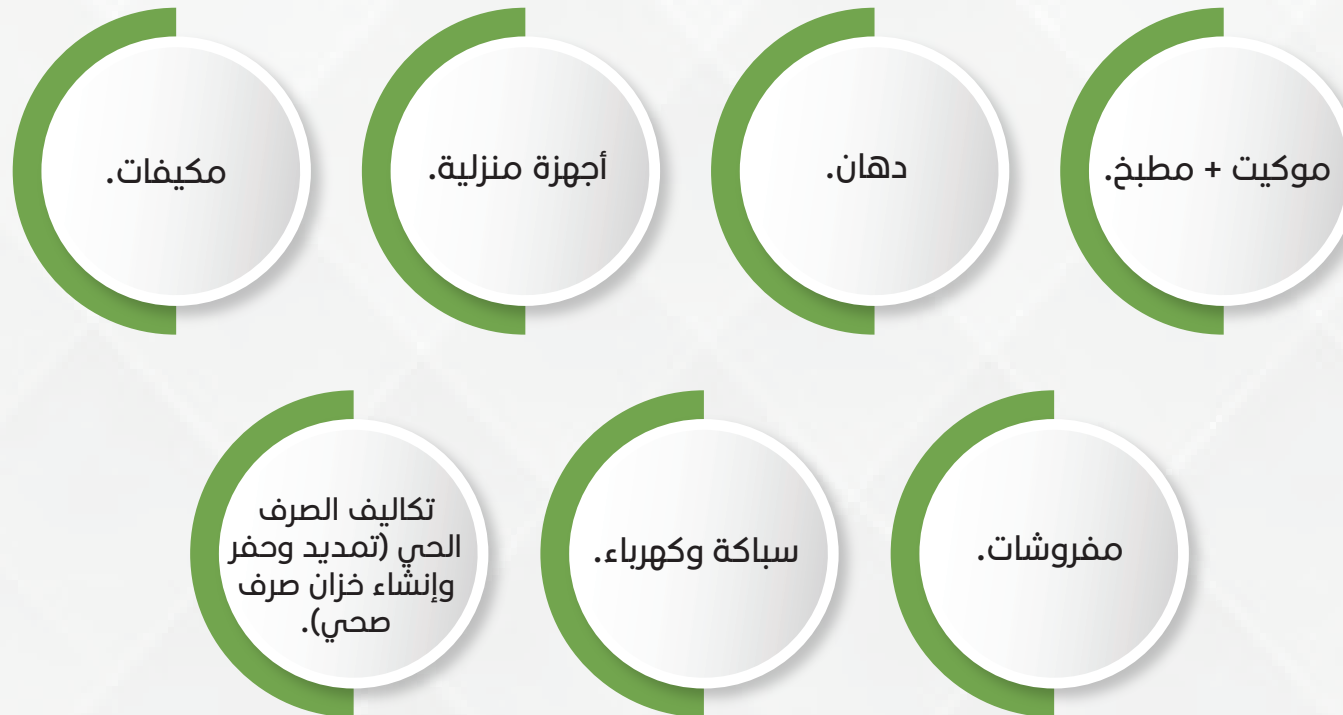 موكيت + مطبخ.
دهان.
أجهزة منزلية.
مكيفات.
مفروشات.
سباكة وكهرباء.
تكاليف الصرف
الحي (تمديد وحفر
وإنشاء خزان صرف
صحي).